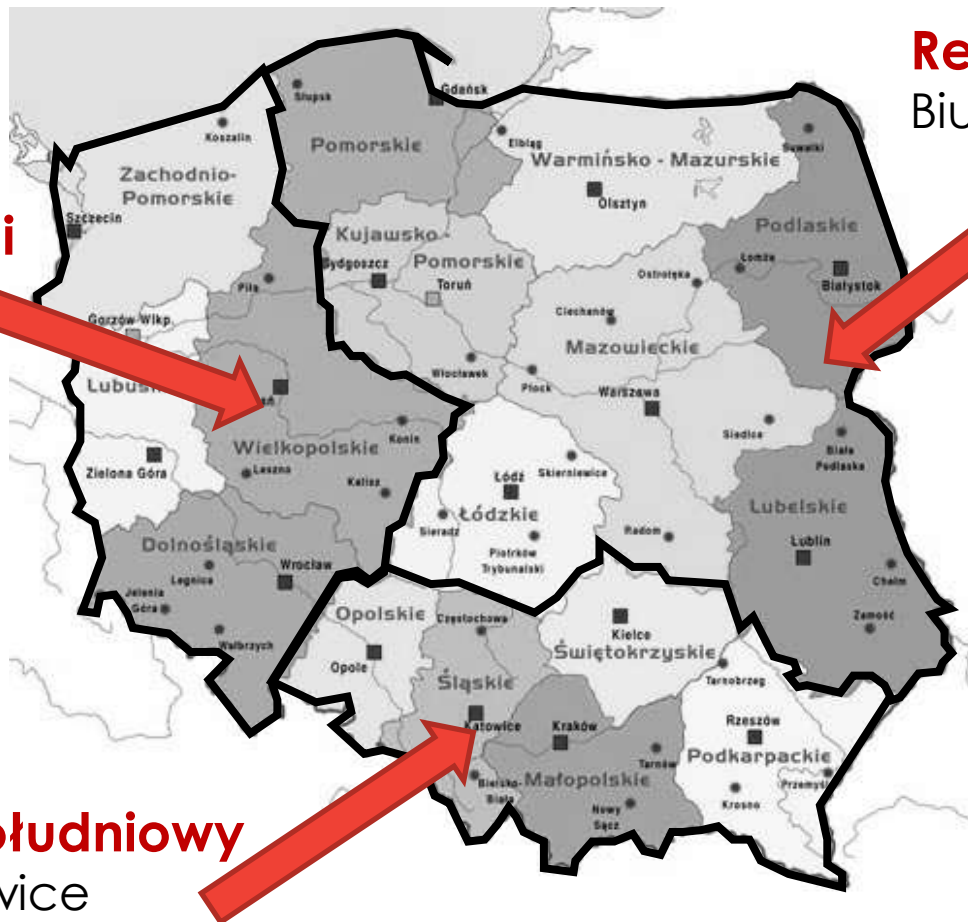 Re
Biu
Słupsk
Gdańsk
Koszalin
Pomorskie
Elbląg
Suwałki
Warmińsko - Mazurskie
Zachodnio-
Pomorskie
Olsztyn
Szczecin
Podlaskie
i
Kujawsko -
Pomorskie
Bydgoszcz
Toruń
Ostrołęka
Łomża
Białystok
Piła
Ciechanów
Gorzów Wlkp.
Mazowieckie
Włocławek
Płock
Warszawa
Konin
Siedlce
Biała
Podlaska
Wielkopolskie
Zielona Góra
Leszno
Kalisz
Skierniewice
Łódź
Łódzkie
Lubelskie
Sieradz
Piotrków
Trybunalski
Radom
Lublin
Dolnośląskie
Wrocław
Legnica
Chełm
Jelenia
Góra
Zamość
Wałbrzych
Opolskie
Częstochowa
Kielce
Świętokrzyskie
Opole
Śląskie
Tarnobrzeg
Katowice
Kraków
Rzeszów
Podkarpackie
Tarnów
Małopolskie
Przemyśl
Bielsko-
Biała
Krosno
Nowy
Sącz
ołudniowy
wice